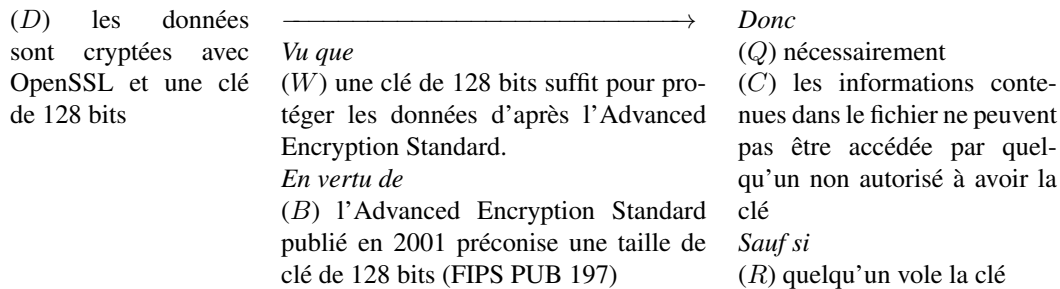 (D) les données
sont cryptées avec
OpenSSL et une clé
de 128 bits
Vu que
(W) une clé de 128 bits suffit pour pro-
téger les données d'après l'Advanced
Encryption Standard.
En vertu de
(B) l'Advanced Encryption Standard
publié en 2001 préconise une taille de
clé de 128 bits (FIPS PUB 197)
Donc
(Q) nécessairement
(C) les informations conte-
nues dans le fichier ne peuvent
pas être accédée par quel-
qu'un non autorisé à avoir la
clé
Sauf si
(R) quelqu'un vole la clé